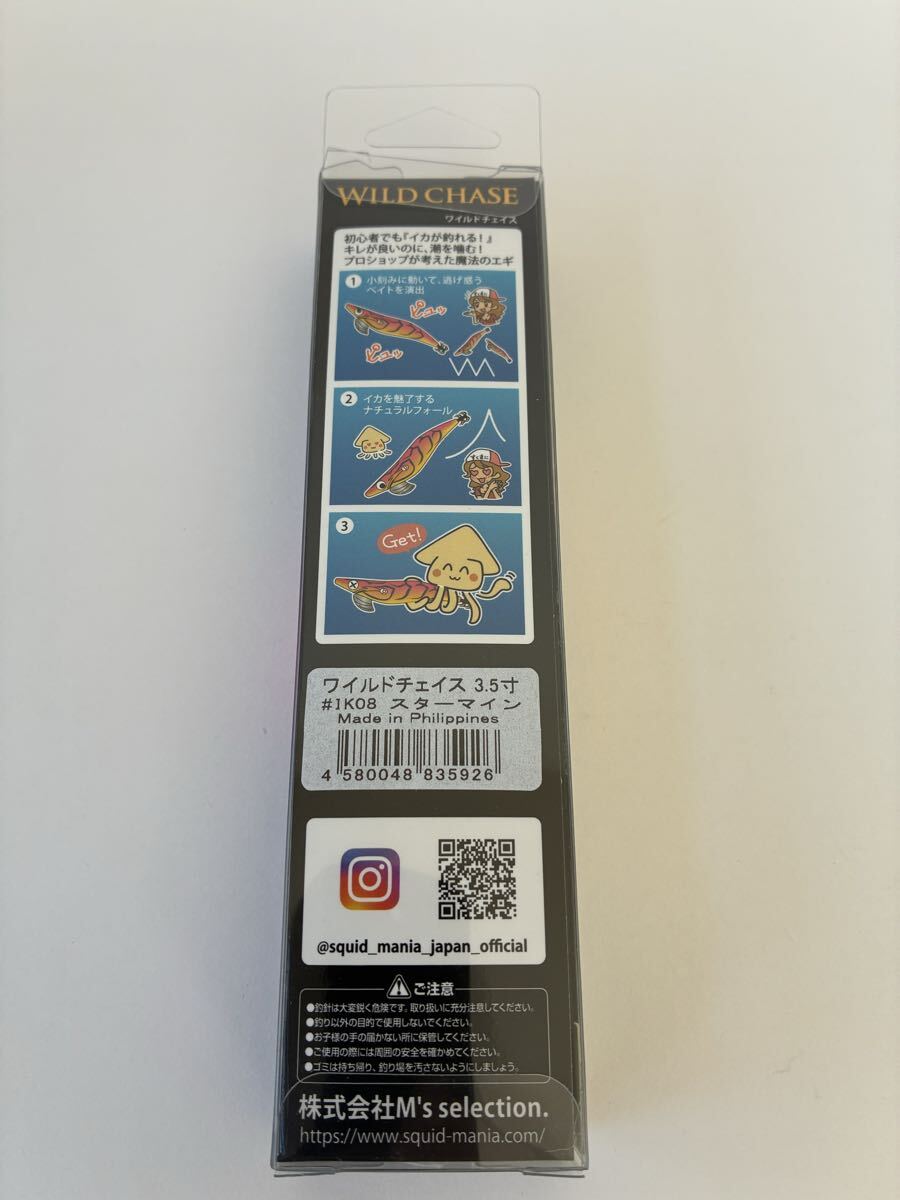 WILD CHASE
ワイルドチェイス
初心者でも『イカが釣れる！』
キレが良いのに、潮を噛む！
プロショップが考えた魔法のエギ
1 小刻みに動いて、逃げ惑う
ベイトを演出
ピュッ
ピュッ
2 イカを魅了する
ナチュラルフォール
すくまに
3
Get!
ワイルドチェイス 3.5寸
#IK08 スターマイン
Made in Philippines
4 580048 835926
@squid_mania_japan_official
ご注意
●釣針は大変鋭く危険です。取り扱いに充分注意してください。
●釣り以外の目的で使用しないでください。
●お子様の手の届かない所に保管してください。
●ご使用の際には周囲の安全を確かめてください。
●ゴミは持ち帰り、釣り場を汚さないようにしましょう。
株式会社M's selection.
https://www.squid-mania.com/